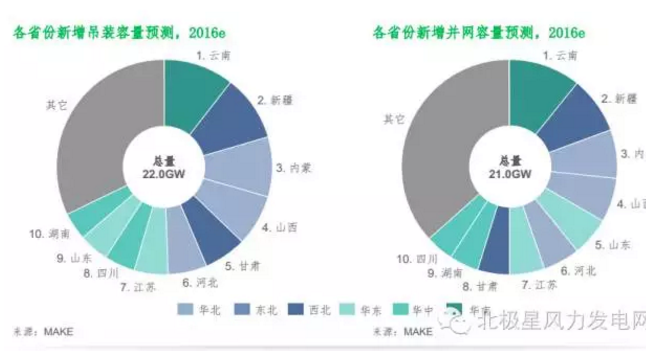 各省份新增吊装容量预测，2016e
1. 云南
2. 新疆
3. 内蒙
4. 山西
5. 甘肃
6. 河北
7. 江苏
8. 四川
9. 山东
10. 湖南
其它
总量
22.0GW
各省份新增并网容量预测，2016e
1. 云南
2. 新疆
3. 内
4. 山西
5. 山东
6. 河北
7. 江苏
8. 甘肃
9. 湖南
10. 四川
其它
总量
21.0GW
华北 东北 西北 华东 华中 华南
来源：MAKE
来源：MAKE
北极星风力发电网